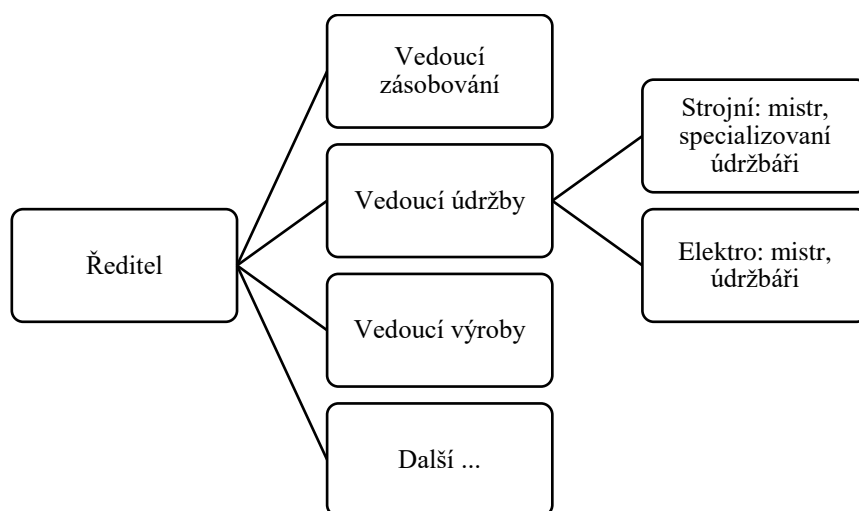 Ředitel
Vedoucí
zásobování
Vedoucí údržby
Strojní: mistr,
specializovaní
údržbáři
Elektro: mistr,
údržbáři
Vedoucí výroby
Další ...